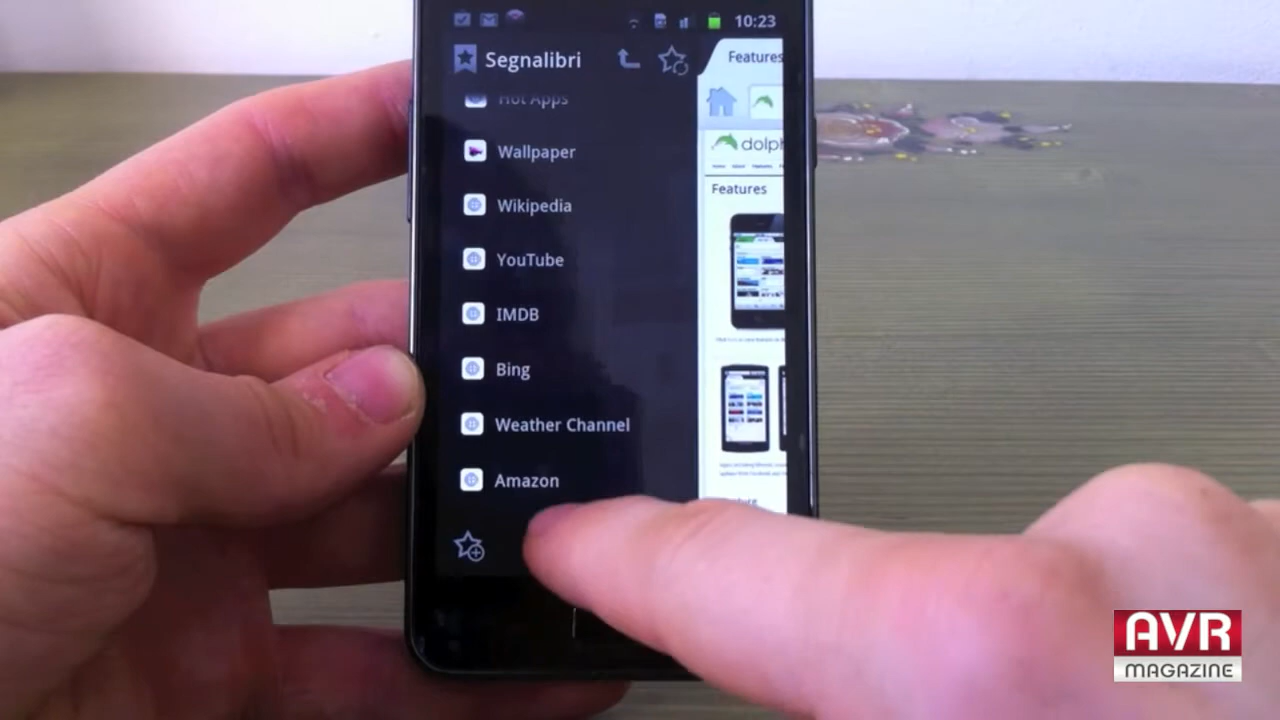 10:23
Segnalibri
Features
Hot Apps
Wallpaper
dolph
Features
Wikipedia
YouTube
IMDB
Bing
Weather Channel
Amazon
AVR
MAGAZINE